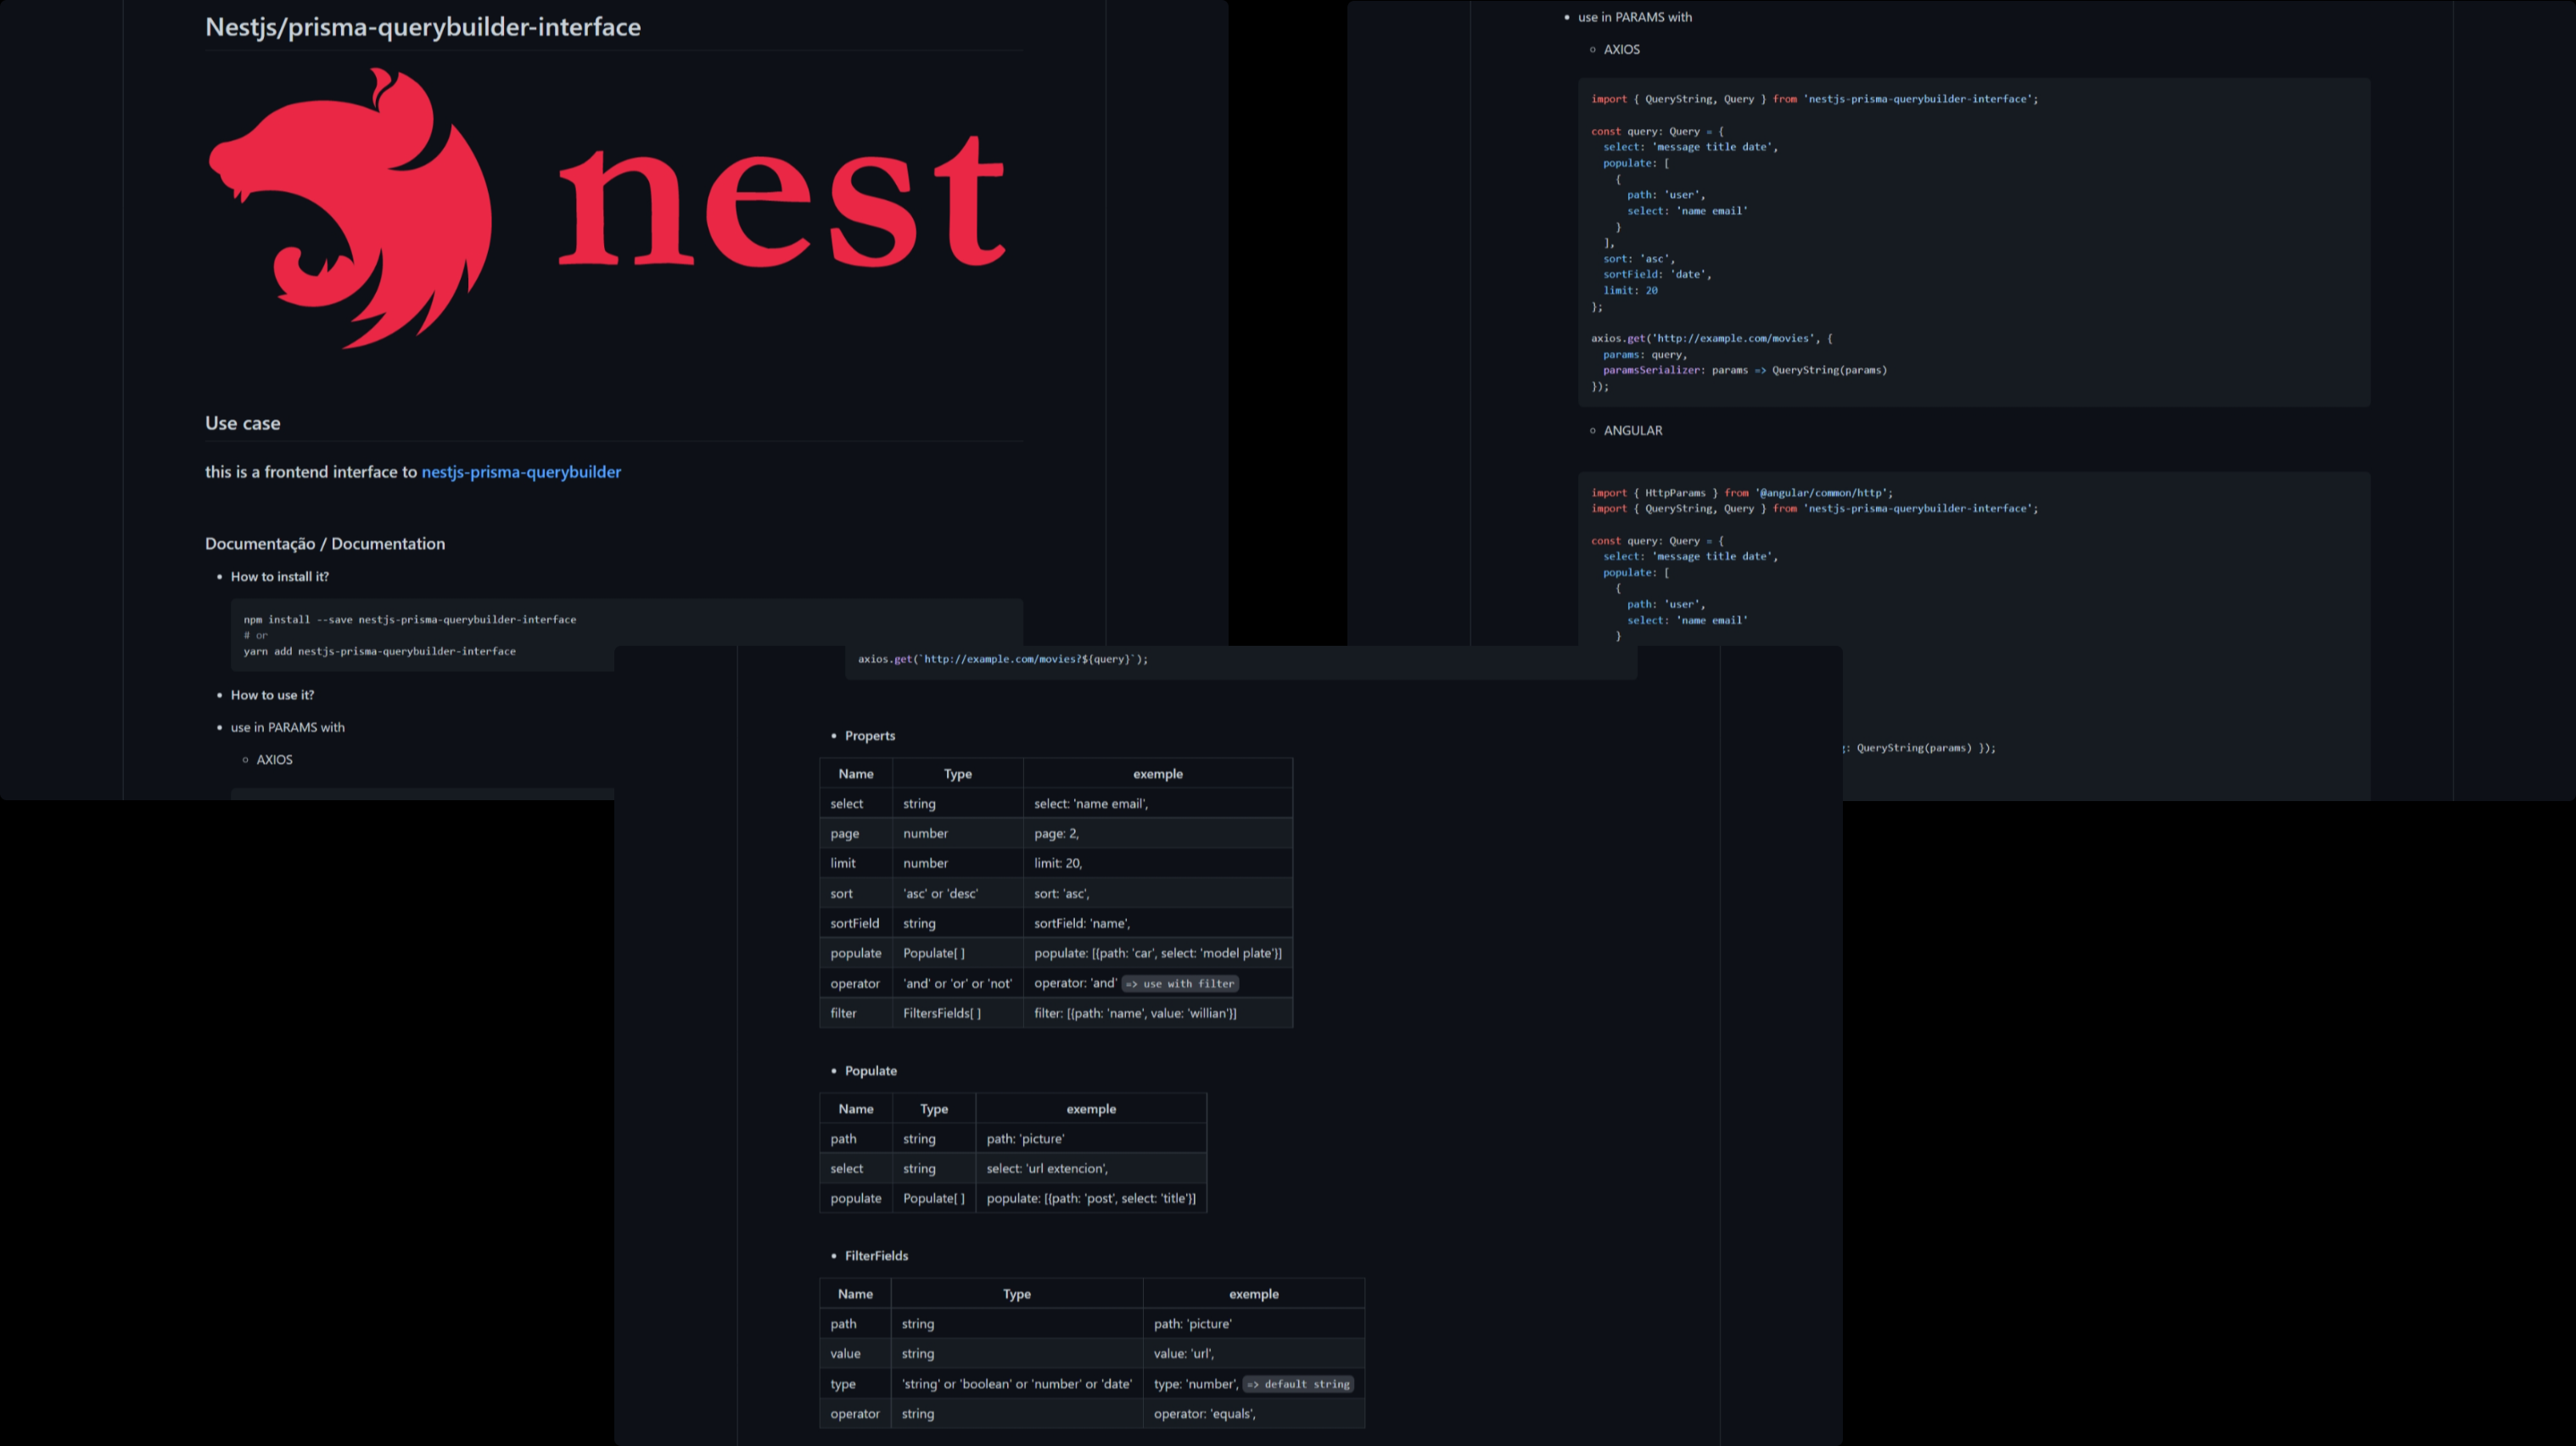 Nestjs/prisma-querybuilder-interface
nest
Use case
this is a frontend interface to nestjs-prisma-querybuilder
Documentação / Documentation
How to install it?
npm install --save nestjs-prisma-querybuilder-interface
# or
yarn add nestjs-prisma-querybuilder-interface
How to use it?
use in PARAMS with
AXIOS
use in PARAMS with
AXIOS
import { QueryString, Query } from 'nestjs-prisma-querybuilder-interface';
const query: Query = {
select: 'message title date',
populate: [
{
path: 'user',
select: 'name email'
}
],
sort: 'asc',
sortField: 'date',
limit: 20
};
axios.get('http://example.com/movies', {
params: query,
paramsSerializer: params => QueryString(params)
});
ANGULAR
import { HttpParams } from '@angular/common/http';
import { QueryString, Query } from 'nestjs-prisma-querybuilder-interface';
const query: Query = {
select: 'message title date',
populate: [
{
path: 'user',
select: 'name email'
}
: QueryString(params) });
axios.get(`http://example.com/movies?${query}`);
Properts
Name Type exemple
select string select: 'name email',
page number page: 2,
limit number limit: 20,
sort 'asc' or 'desc' sort: 'asc',
sortField string sortField: 'name',
populate Populate[ ] populate: [{path: 'car', select: 'model plate'}]
operator 'and' or 'or' or 'not' operator: 'and' => use with filter
filter FiltersFields[ ] filter: [{path: 'name', value: 'willian'}]
Populate
Name Type exemple
path string path: 'picture'
select string select: 'url extencion',
populate Populate[ ] populate: [{path: 'post', select: 'title'}]
FilterFields
Name Type exemple
path string path: 'picture'
value string value: 'url',
type 'string' or 'boolean' or 'number' or 'date' type: 'number', => default string
operator string operator: 'equals',